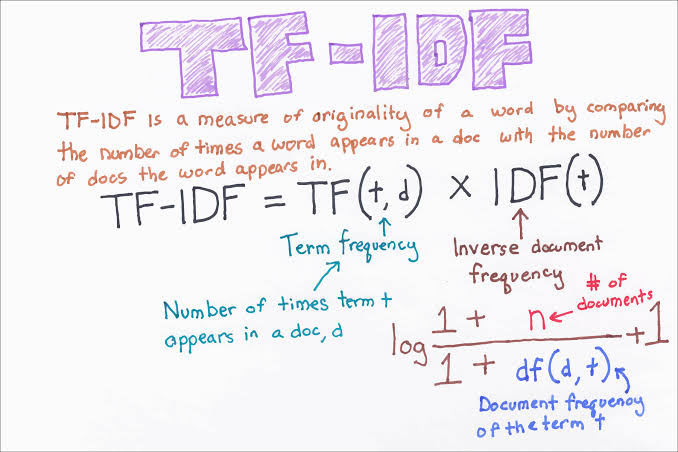 TF-IDF
TF-IDF is a measure of originality of a word by comparing
the number of times a word appears in a doc with the number
of docs the word appears in.
TF-IDF = TF(t, d) × IDF(t)
Term frequency
Inverse document
frequency
Number of times term t
appears in a doc, d
# of
documents
log (1 + n) / (1 + df(d, t)) + 1
Document frequency
of the term t